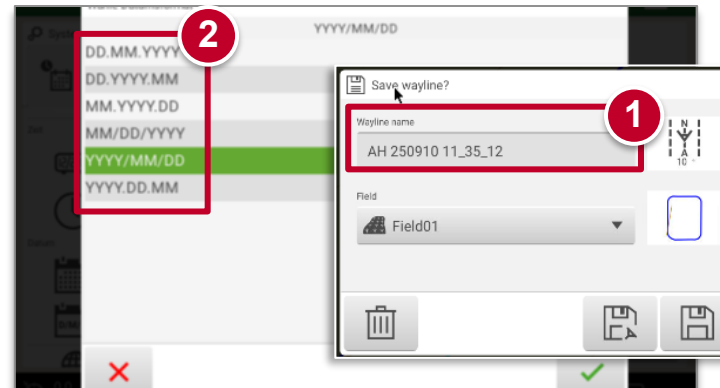 YYYY/MM/DD
2
DD.MM.YYYY
DD.YYYY.MM
MM.YYYY.DD
MM/DD/YYYY
YYYY/MM/DD
YYYY.DD.MM
Save wayline?
1
Wayline name
AH 250910 11_35_12
N
A
10
Field
Field01